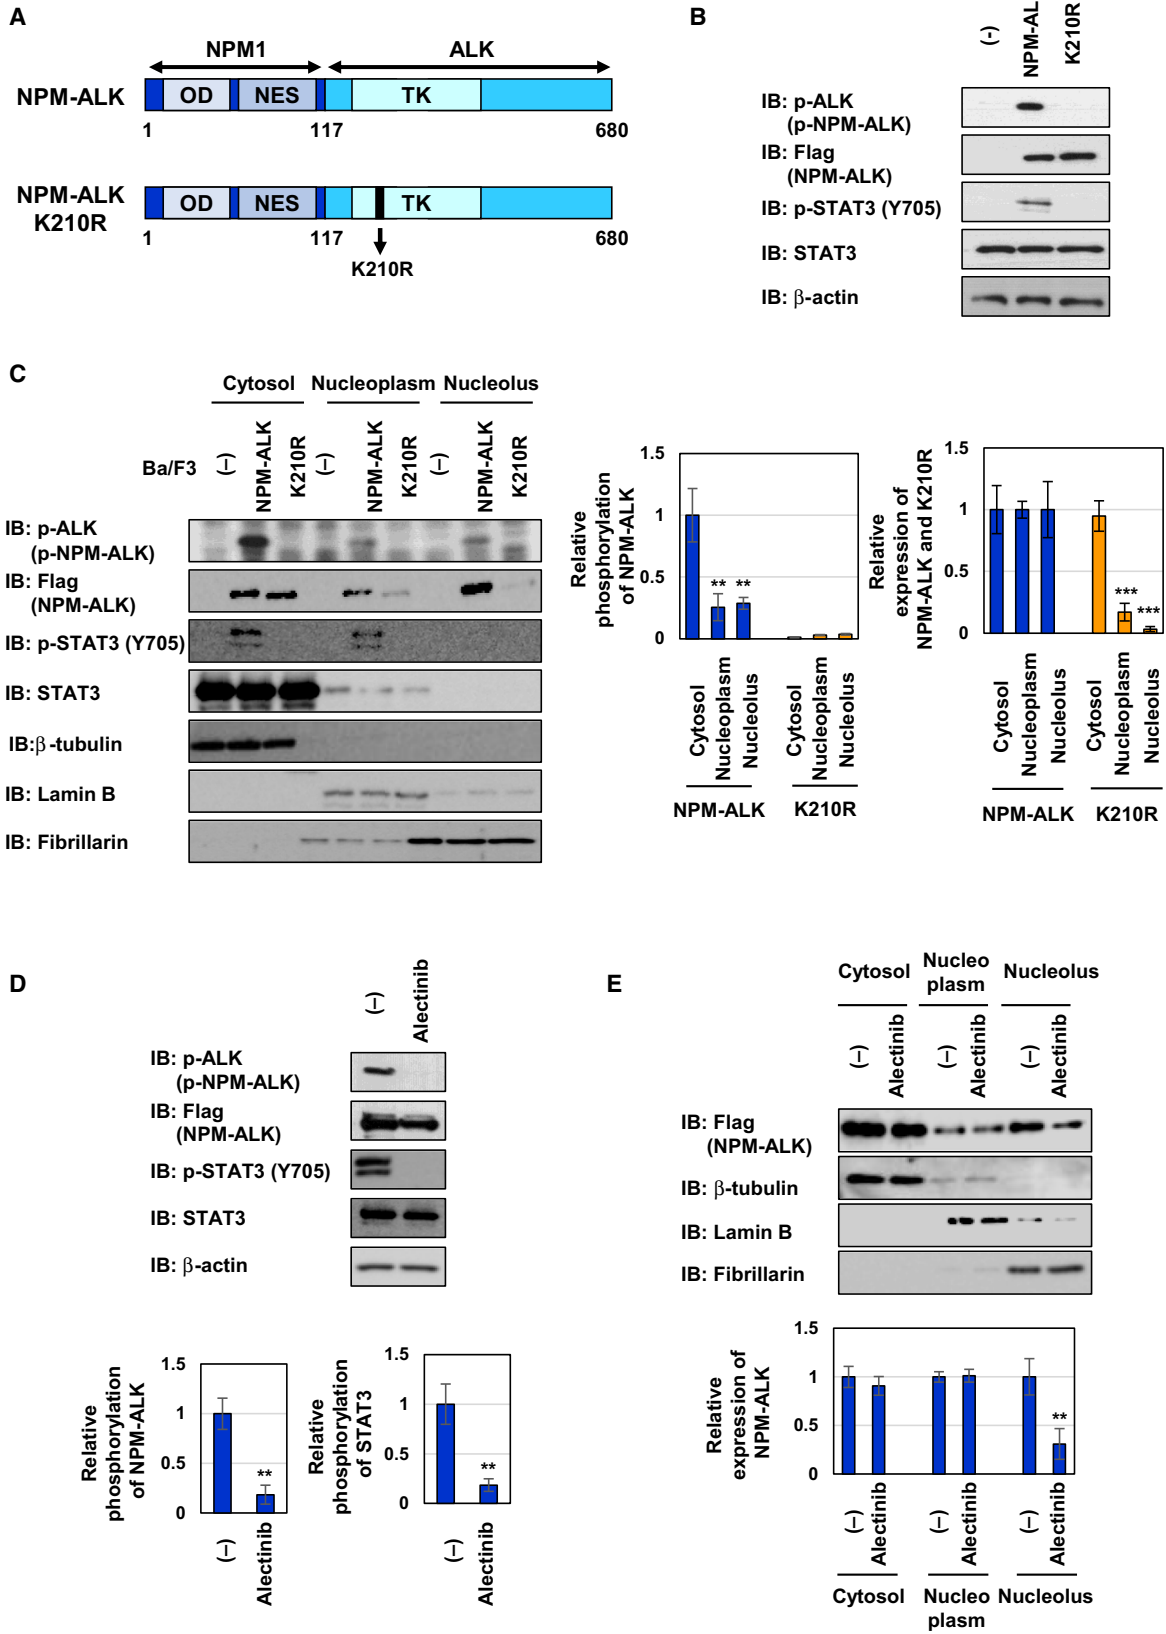 A
NPM1 ALK
NPM-ALK OD NES TK
1 117 680
NPM-ALK
K210R
OD NES TK
1 117 680
K210R
B
(-) NPM-AL K210R
IB: p-ALK
(p-NPM-ALK)
IB: Flag
(NPM-ALK)
IB: p-STAT3 (Y705)
IB: STAT3
IB: β-actin
C
Cytosol Nucleoplasm Nucleolus
Ba/F3 (–) NPM-ALK K210R (–) NPM-ALK K210R (–) NPM-ALK K210R
IB: p-ALK
(p-NPM-ALK)
IB: Flag
(NPM-ALK)
IB: p-STAT3 (Y705)
IB: STAT3
IB:β-tubulin
IB: Lamin B
IB: Fibrillarin
Relative
phosphorylation
of NPM-ALK
1.5
1
0.5
0
** **
Cytosol Nucleoplasm Nucleolus Cytosol Nucleoplasm Nucleolus
NPM-ALK K210R
Relative
expression of
NPM-ALK and K210R
1.5
1
0.5
0
*** ***
Cytosol Nucleoplasm Nucleolus Cytosol Nucleoplasm Nucleolus
NPM-ALK K210R
D
(–) Alectinib
IB: p-ALK
(p-NPM-ALK)
IB: Flag
(NPM-ALK)
IB: p-STAT3 (Y705)
IB: STAT3
IB: β-actin
Relative
phosphorylation
of NPM-ALK
1.5
1
0.5
0
**
(–) Alectinib
Relative
phosphorylation
of STAT3
1.5
1
0.5
0
**
(–) Alectinib
E
Cytosol Nucleo Nucleolus
plasm
(–) Alectinib (–) Alectinib (–) Alectinib
IB: Flag
(NPM-ALK)
IB: β-tubulin
IB: Lamin B
IB: Fibrillarin
Relative
expression of
NPM-ALK
1.5
1
0.5
0
**
(–) Alectinib (–) Alectinib (–) Alectinib
Cytosol Nucleo Nucleolus
plasm